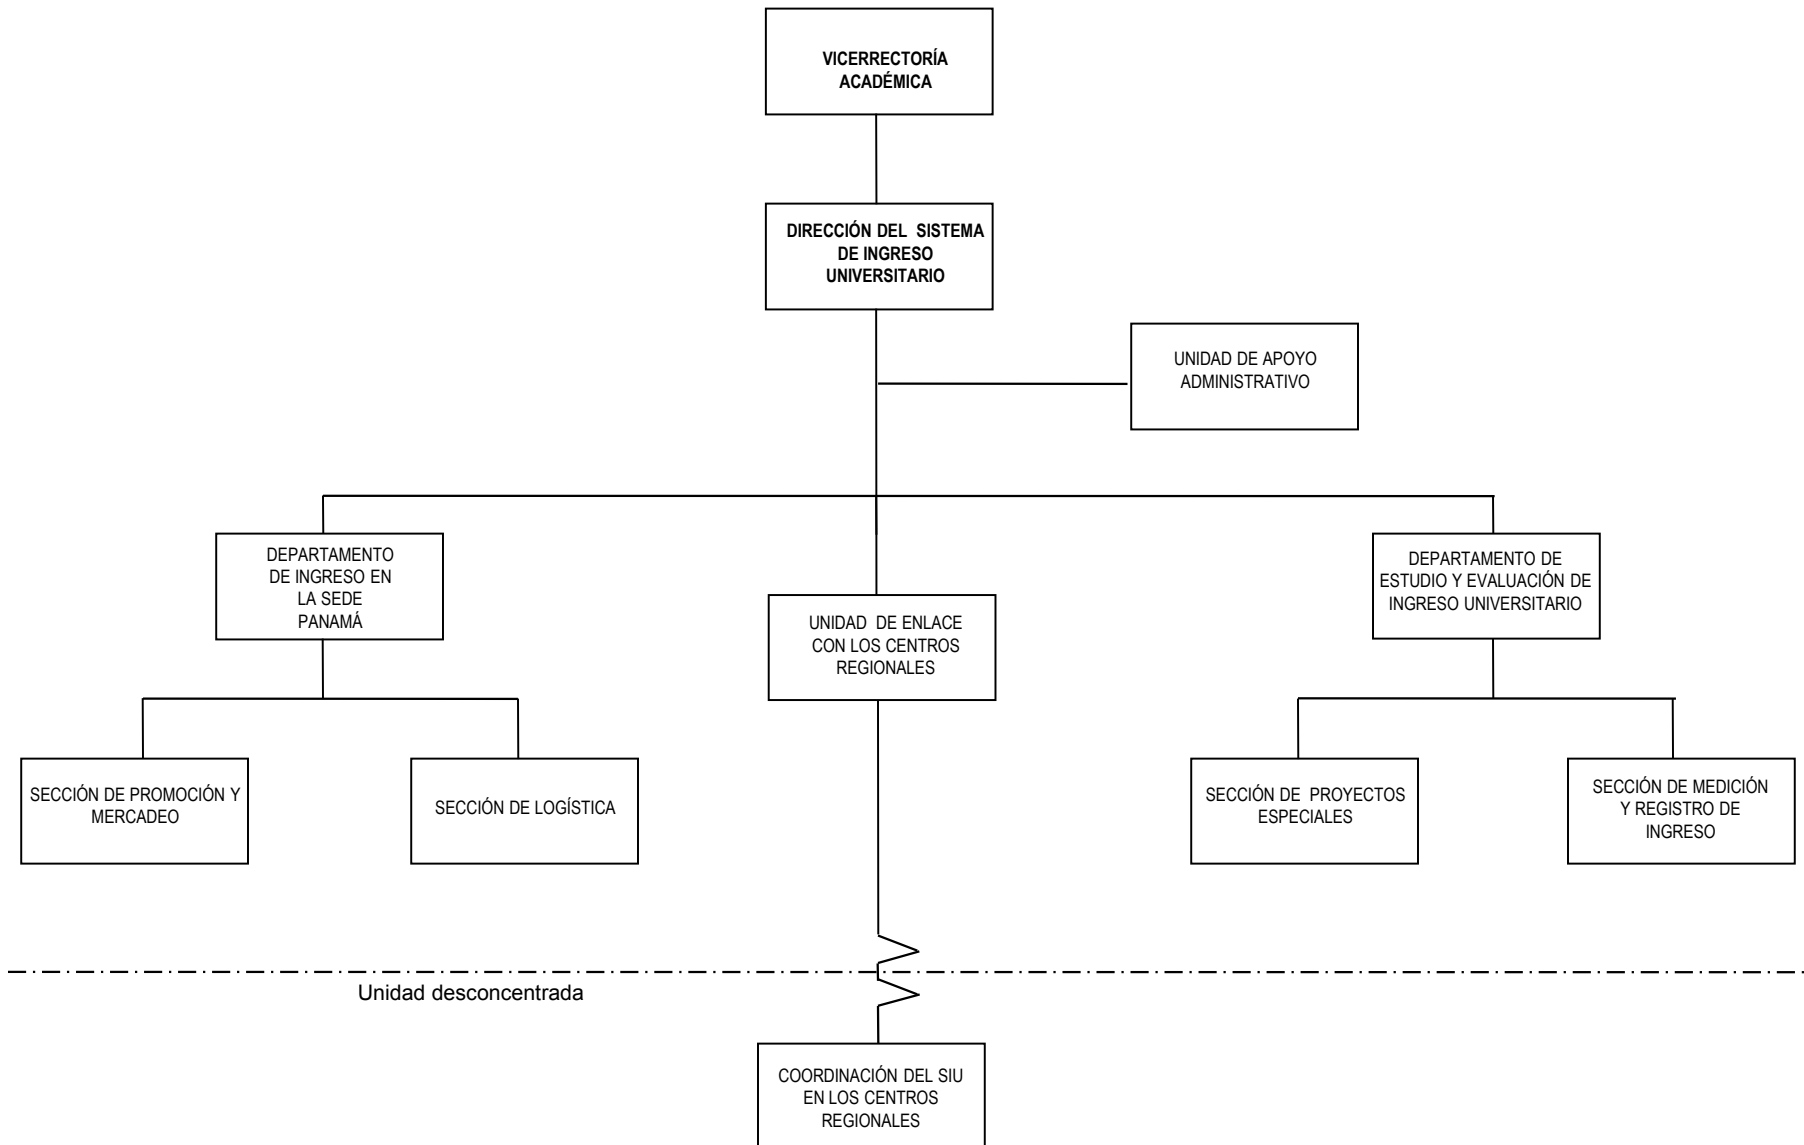 VICERRECTORÍA
ACADÉMICA
DIRECCIÓN DEL SISTEMA
DE INGRESO
UNIVERSITARIO
UNIDAD DE APOYO
ADMINISTRATIVO
DEPARTAMENTO
DE INGRESO EN
LA SEDE
PANAMÁ
UNIDAD DE ENLACE
CON LOS CENTROS
REGIONALES
DEPARTAMENTO DE
ESTUDIO Y EVALUACIÓN DE
INGRESO UNIVERSITARIO
SECCIÓN DE PROMOCIÓN Y
MERCADEO
SECCIÓN DE LOGÍSTICA
SECCIÓN DE PROYECTOS
ESPECIALES
SECCIÓN DE MEDICIÓN
Y REGISTRO DE
INGRESO
Unidad desconcentrada
COORDINACIÓN DEL SIU
EN LOS CENTROS
REGIONALES